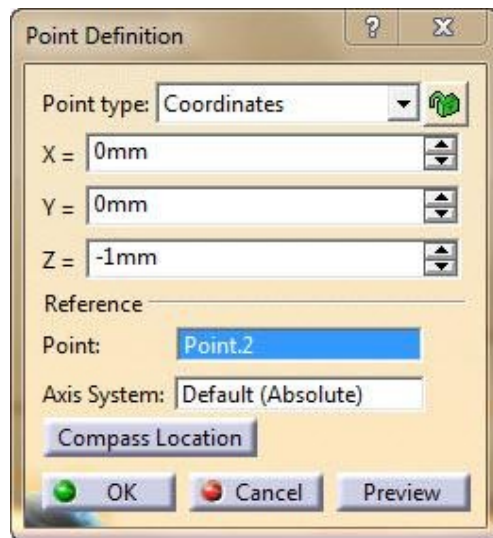 Point Definition
?
Point type: Coordinates
X = 0mm
Y = 0mm
Z = -1mm
Reference
Point: Point.2
Axis System: Default (Absolute)
Compass Location
OK Cancel Preview